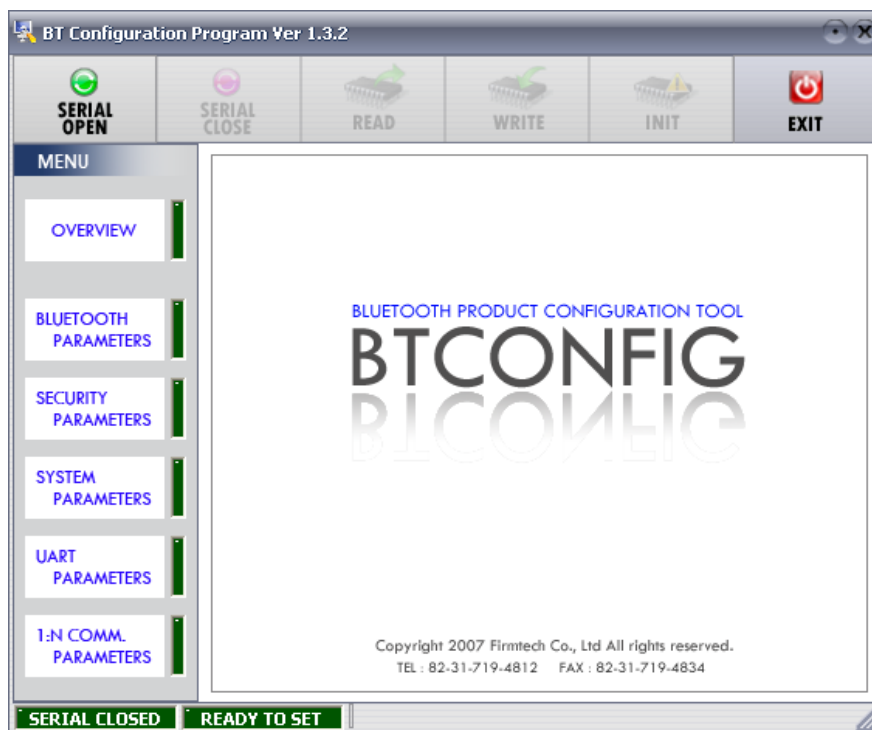 BT Configuration Program Ver 1.3.2
SERIAL
OPEN
SERIAL
CLOSE
READ
WRITE
INIT
EXIT
MENU
OVERVIEW
BLUETOOTH
PARAMETERS
SECURITY
PARAMETERS
SYSTEM
PARAMETERS
UART
PARAMETERS
1:N COMM.
PARAMETERS
BLUETOOTH PRODUCT CONFIGURATION TOOL
BTCONFIG
Copyright 2007 Firmtech Co., Ltd All rights reserved.
TEL : 82-31-719-4812 FAX : 82-31-719-4834
SERIAL CLOSED
READY TO SET